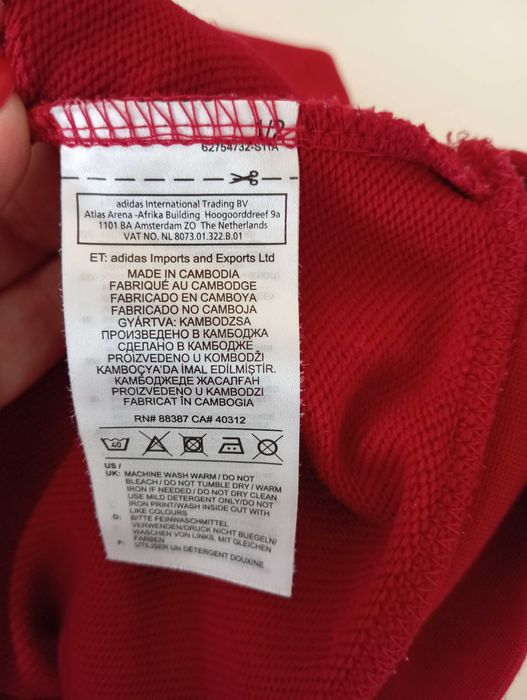 1/2
62754732-S11A
adidas International Trading BV
Atlas Arena -Afrika Building Hoogoorddreef 9a
1101 BA Amsterdam ZO The Netherlands
VAT NO. NL 8073.01.322.B.01
ET: adidas Imports and Exports Ltd
MADE IN CAMBODIA
FABRIQUÉ AU CAMBODGE
FABRICADO EN CAMBOYA
FABRICADO NO CAMBOJA
GYÁRTVA: KAMBODZSA
ПРОИЗВЕДЕНО В КАМБОДЖА
СДЕЛАНО В КАМБОДЖЕ
PROIZVEDENO U KOMBODŽI
KAMBOÇYA'DA İMAL EDİLMİŞTİR.
КАМБОДЖЕДЕ ЖАСАЛҒАН
PROIZVEDENO U KAMBODZI
FABRICAT ÎN CAMBOGIA
RN# 88387 CA# 40312
40
US /
UK: MACHINE WASH WARM / DO NOT
BLEACH / DO NOT TUMBLE DRY / WARM
IRON IF NEEDED / DO NOT DRY CLEAN
USE MILD DETERGENT ONLY/DO NOT
IRON PRINT/WASH INSIDE OUT WITH
LIKE COLOURS
D: BITTE FEINWASCHMITTEL
VERWENDEN/DRUCK NICHT BUEGELN/
WASCHEN VON LINKS, MIT GLEICHEN
FARBEN
F: UTILISER UN DÉTERGENT DOUX/NE